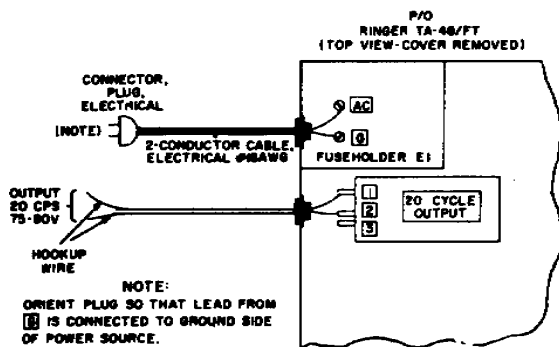 P/O
RINGER TA-46/FT
(TOP VIEW-COVER REMOVED)
CONNECTOR,
PLUG,
ELECTRICAL
(NOTE)
2-CONDUCTOR CABLE,
ELECTRICAL #18AWG
AC
G
FUSEHOLDER E1
OUTPUT
20 CPS
75-80V
HOOKUP
WIRE
1
2
3
20 CYCLE
OUTPUT
NOTE:
ORIENT PLUG SO THAT LEAD FROM
G IS CONNECTED TO GROUND SIDE
OF POWER SOURCE.